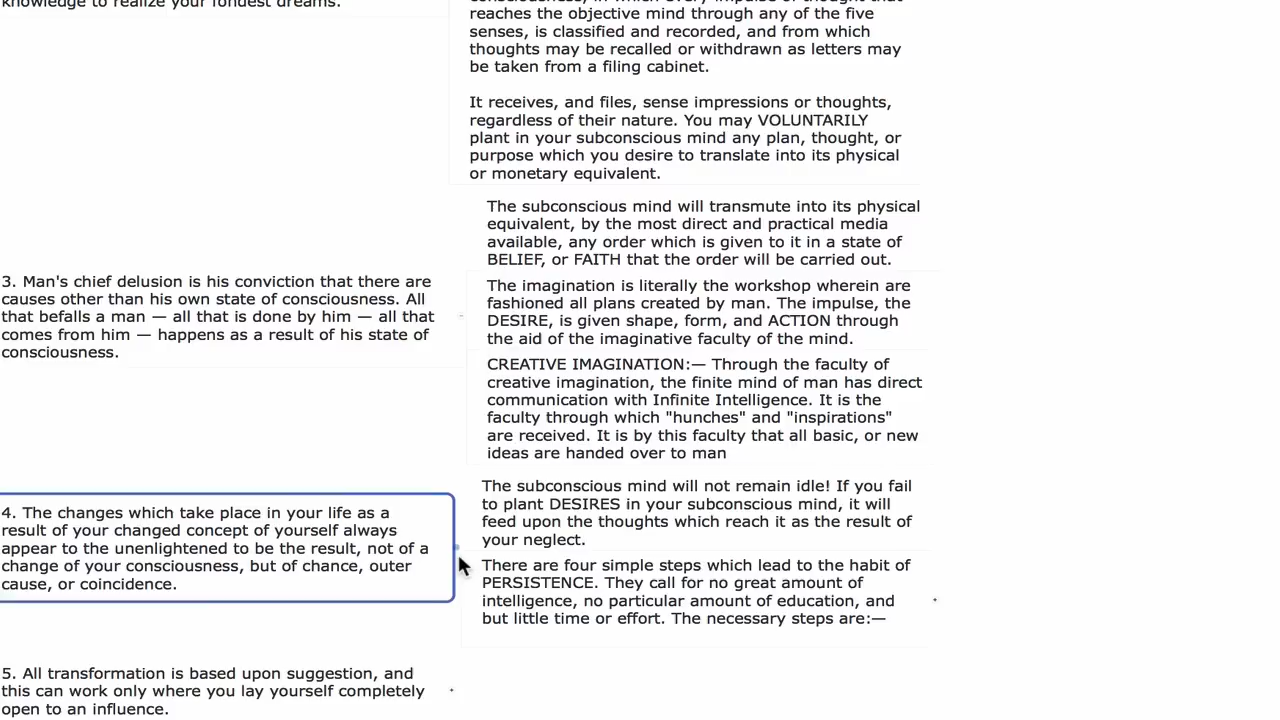 knowledge to realize your fondest dreams.
consciousness, in which every impulse of thought that
reaches the objective mind through any of the five
senses, is classified and recorded, and from which
thoughts may be recalled or withdrawn as letters may
be taken from a filing cabinet.
It receives, and files, sense impressions or thoughts,
regardless of their nature. You may VOLUNTARILY
plant in your subconscious mind any plan, thought, or
purpose which you desire to translate into its physical
or monetary equivalent.
The subconscious mind will transmute into its physical
equivalent, by the most direct and practical media
available, any order which is given to it in a state of
BELIEF, or FAITH that the order will be carried out.
3. Man's chief delusion is his conviction that there are
causes other than his own state of consciousness. All
that befalls a man — all that is done by him — all that
comes from him — happens as a result of his state of
consciousness.
The imagination is literally the workshop wherein are
fashioned all plans created by man. The impulse, the
DESIRE, is given shape, form, and ACTION through
the aid of the imaginative faculty of the mind.
CREATIVE IMAGINATION:— Through the faculty of
creative imagination, the finite mind of man has direct
communication with Infinite Intelligence. It is the
faculty through which "hunches" and "inspirations"
are received. It is by this faculty that all basic, or new
ideas are handed over to man
4. The changes which take place in your life as a
result of your changed concept of yourself always
appear to the unenlightened to be the result, not of a
change of your consciousness, but of chance, outer
cause, or coincidence.
The subconscious mind will not remain idle! If you fail
to plant DESIRES in your subconscious mind, it will
feed upon the thoughts which reach it as the result of
your neglect.
There are four simple steps which lead to the habit of
PERSISTENCE. They call for no great amount of
intelligence, no particular amount of education, and
but little time or effort. The necessary steps are:—
5. All transformation is based upon suggestion, and
this can work only where you lay yourself completely
open to an influence.